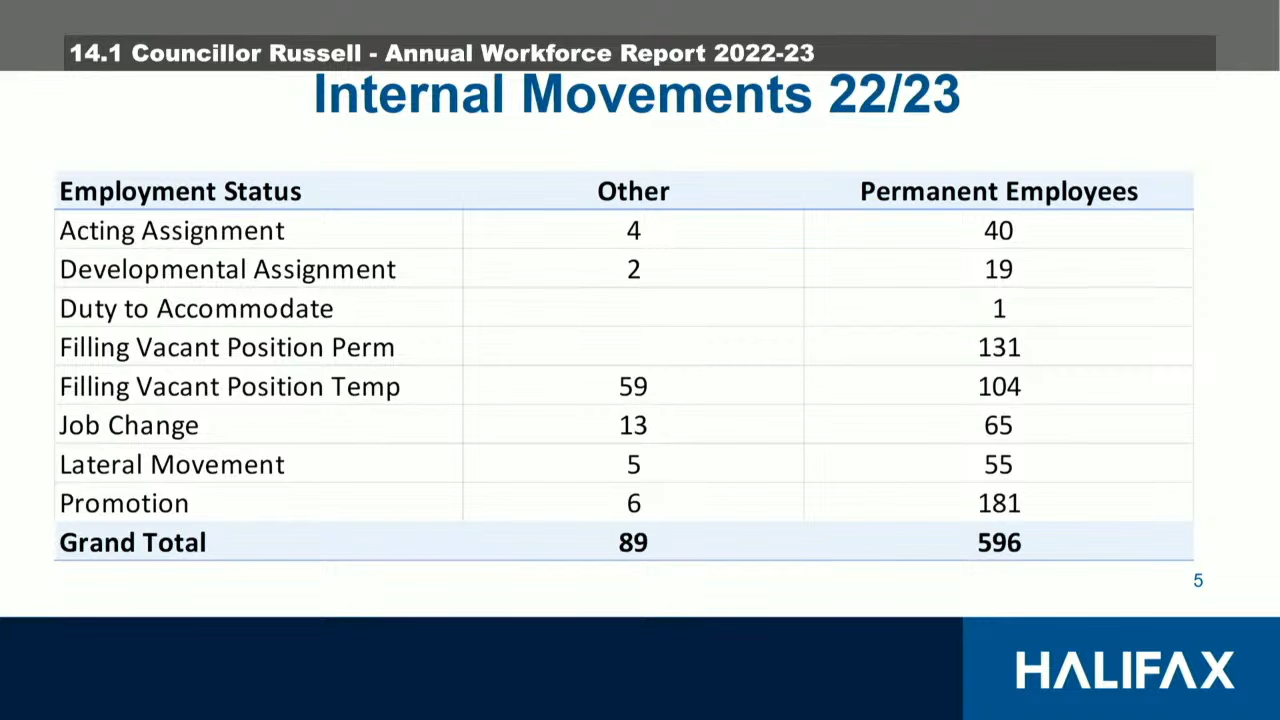 14.1 Councillor Russell - Annual Workforce Report 2022-23
Internal Movements 22/23
Employment Status Other Permanent Employees
Acting Assignment 4 40
Developmental Assignment 2 19
Duty to Accommodate 1
Filling Vacant Position Perm 131
Filling Vacant Position Temp 59 104
Job Change 13 65
Lateral Movement 5 55
Promotion 6 181
Grand Total 89 596
5
HALIFAX